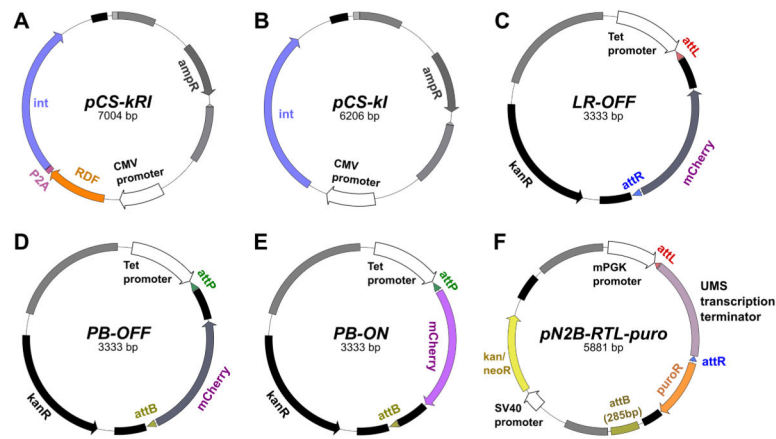 A
int
ampR
pCS-kRI
7004 bp
P2A
RDF
CMV
promoter
B
int
ampR
pCS-kI
6206 bp
CMV
promoter
C
Tet
promoter
attL
LR-OFF
3333 bp
kanR
attR
mCherry
D
Tet
promoter
attP
PB-OFF
3333 bp
kanR
attB
mCherry
E
Tet
promoter
attP
PB-ON
3333 bp
mCherry
kanR
attB
F
mPGK
promoter
attL
UMS
transcription
terminator
pN2B-RTL-puro
5881 bp
kan/
neoR
attR
puroR
SV40
promoter
attB
(285bp)